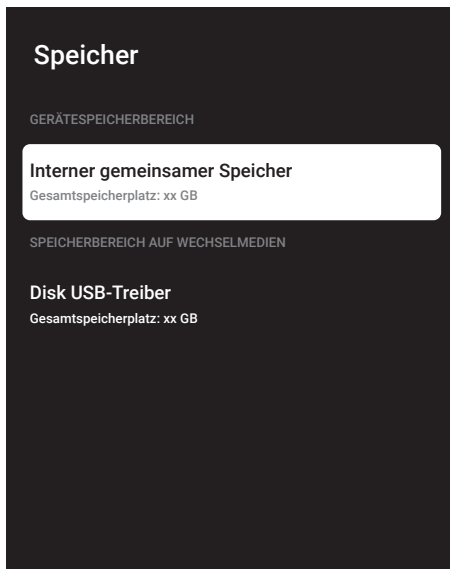 Speicher
GERÄTESPEICHERBEREICH
Interner gemeinsamer Speicher
Gesamtspeicherplatz: xx GB
SPEICHERBEREICH AUF WECHSELMEDIEN
Disk USB-Treiber
Gesamtspeicherplatz: xx GB